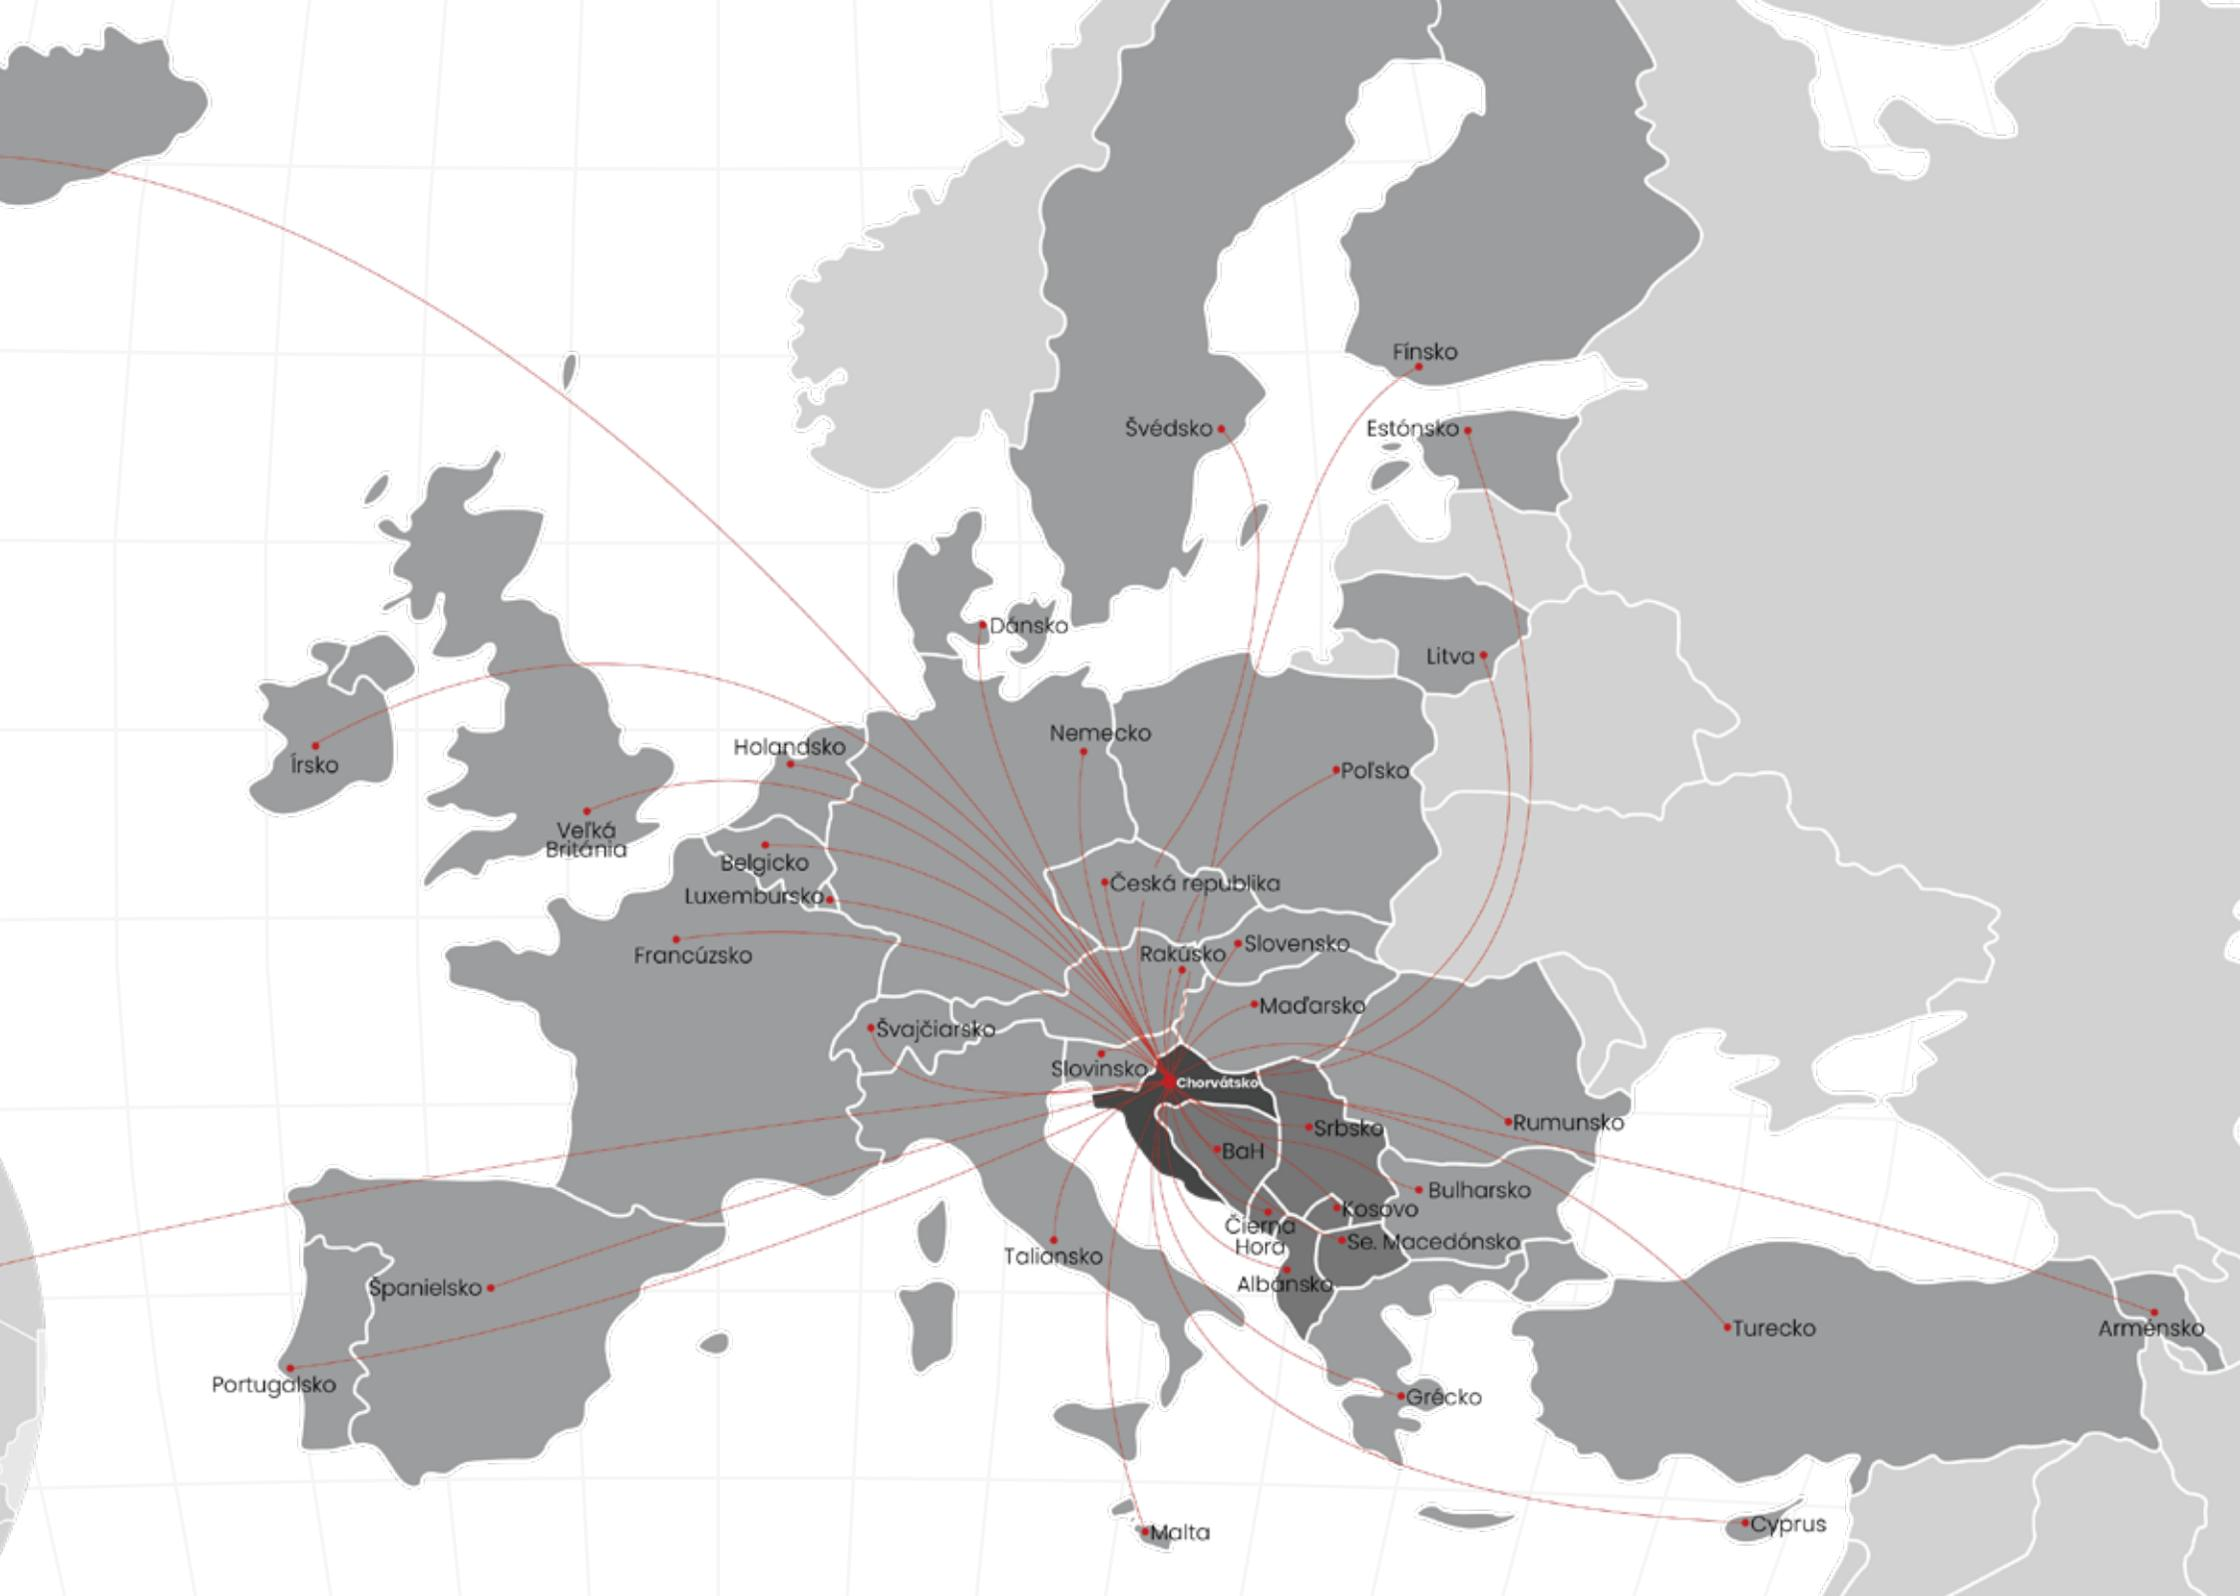 Fínsko
Švédsko
Estónsko
Dánsko
Litva
Nemecko
Holandsko
Írsko
Poľsko
Veľká
Británia
Belgicko
Česká republika
Luxembursko
Francúzsko
Slovensko
Rakúsko
Maďarsko
Švajčiarsko
Slovinsko
Chorvátsko
Rumunsko
Srbsko
BaH
Bulharsko
Kosovo
Čierna
Hora
Se. Macedónsko
Taliansko
Albánsko
Španielsko
Turecko
Arménsko
Portugalsko
Grécko
Cyprus
Malta